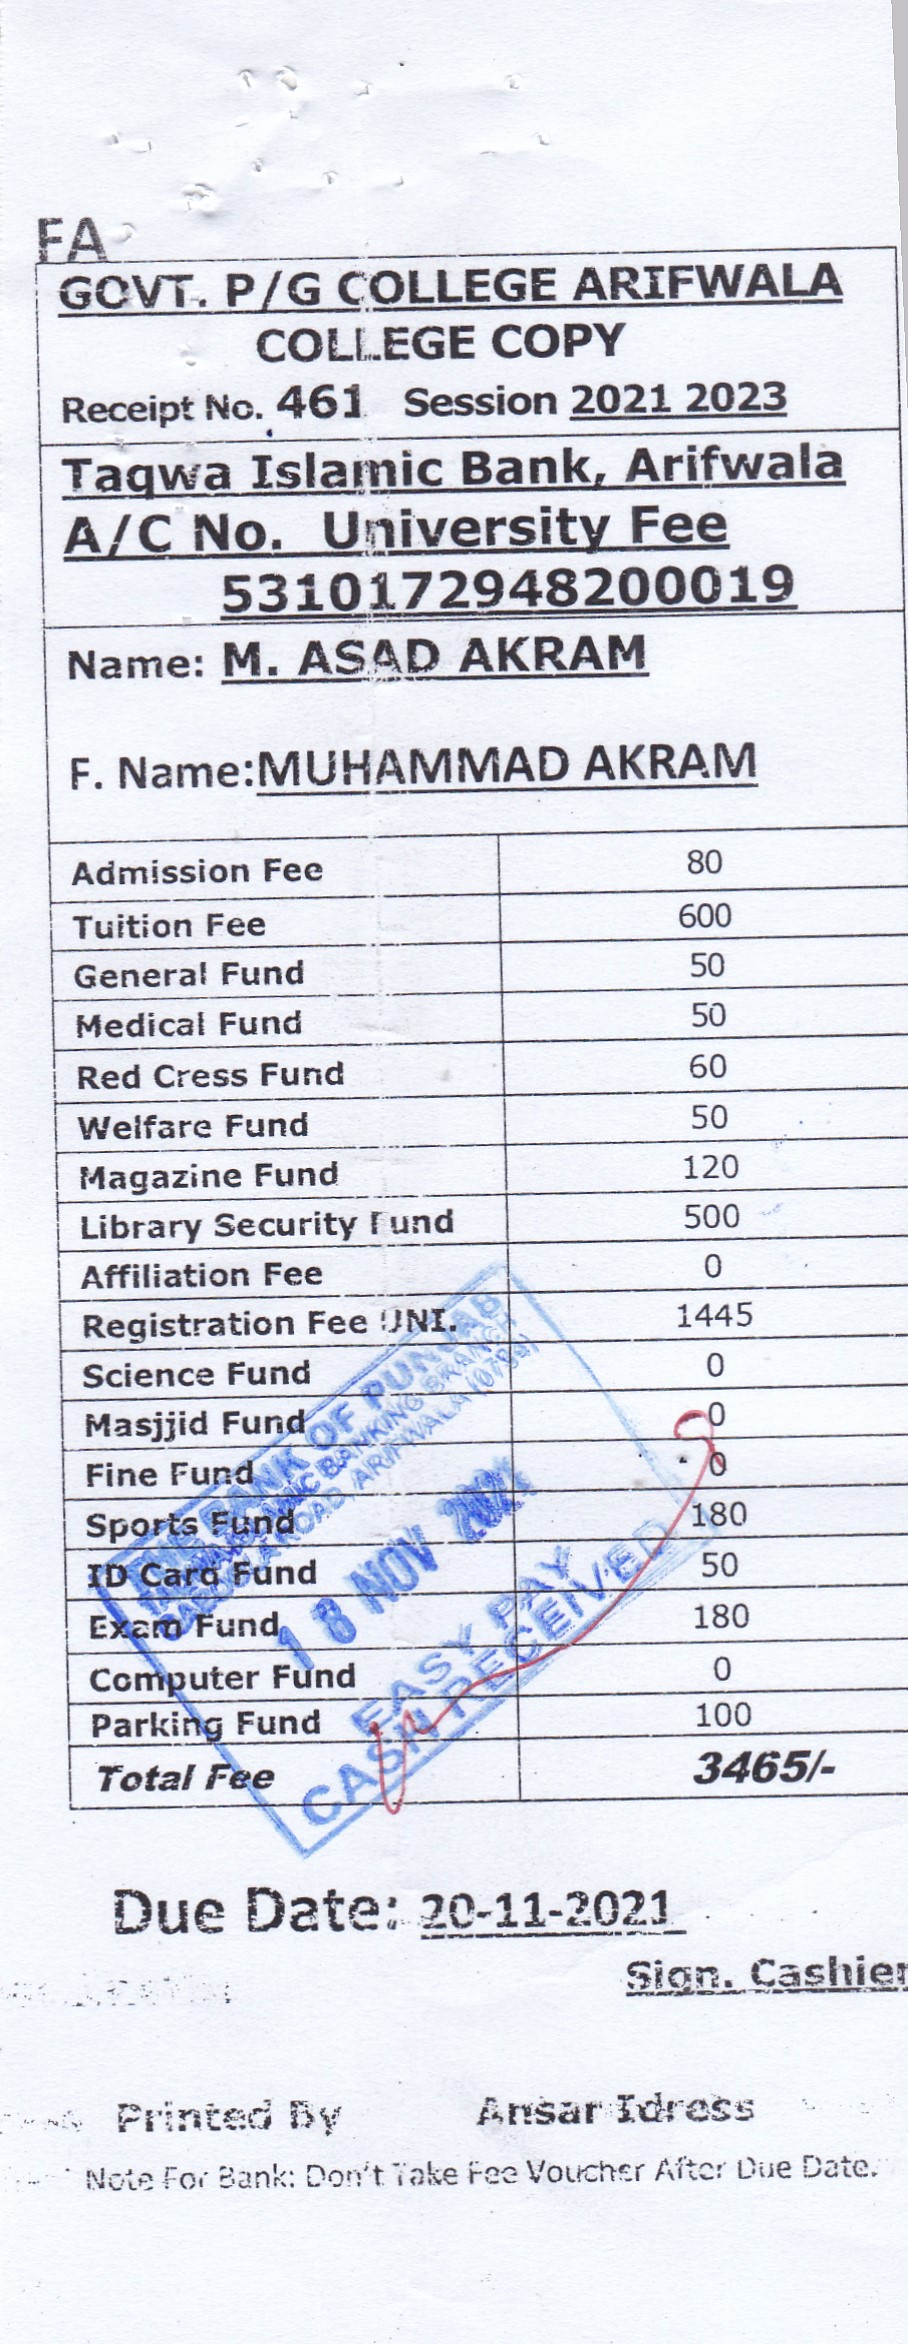 FA
GOVT. P/G COLLEGE ARIFWALA
COLLEGE COPY
Receipt No. 461 Session 2021 2023
Taqwa Islamic Bank, Arifwala
A/C No. University Fee
5310172948200019
Name: M. ASAD AKRAM
F. Name:MUHAMMAD AKRAM
Admission Fee 80
Tuition Fee 600
General Fund 50
Medical Fund 50
Red Cress Fund 60
Welfare Fund 50
Magazine Fund 120
Library Security Fund 500
Affiliation Fee 0
Registration Fee UNI. 1445
Science Fund 0
Masjjid Fund 0
Fine Fund 0
Sports Fund 180
ID Card Fund 50
Exam Fund 180
Computer Fund 0
Parking Fund 100
Total Fee 3465/-
THE BANK OF PUNJAB
ISLAMIC BANKING BRANCH
ROAD, ARIFWALA
18 NOV 2021
EASY PAY
CASH RECEIVED
Due Date: 20-11-2021
Sign. Cashier
Printed By Ansar Idress
Note For Bank: Don't Take Fee Voucher After Due Date.